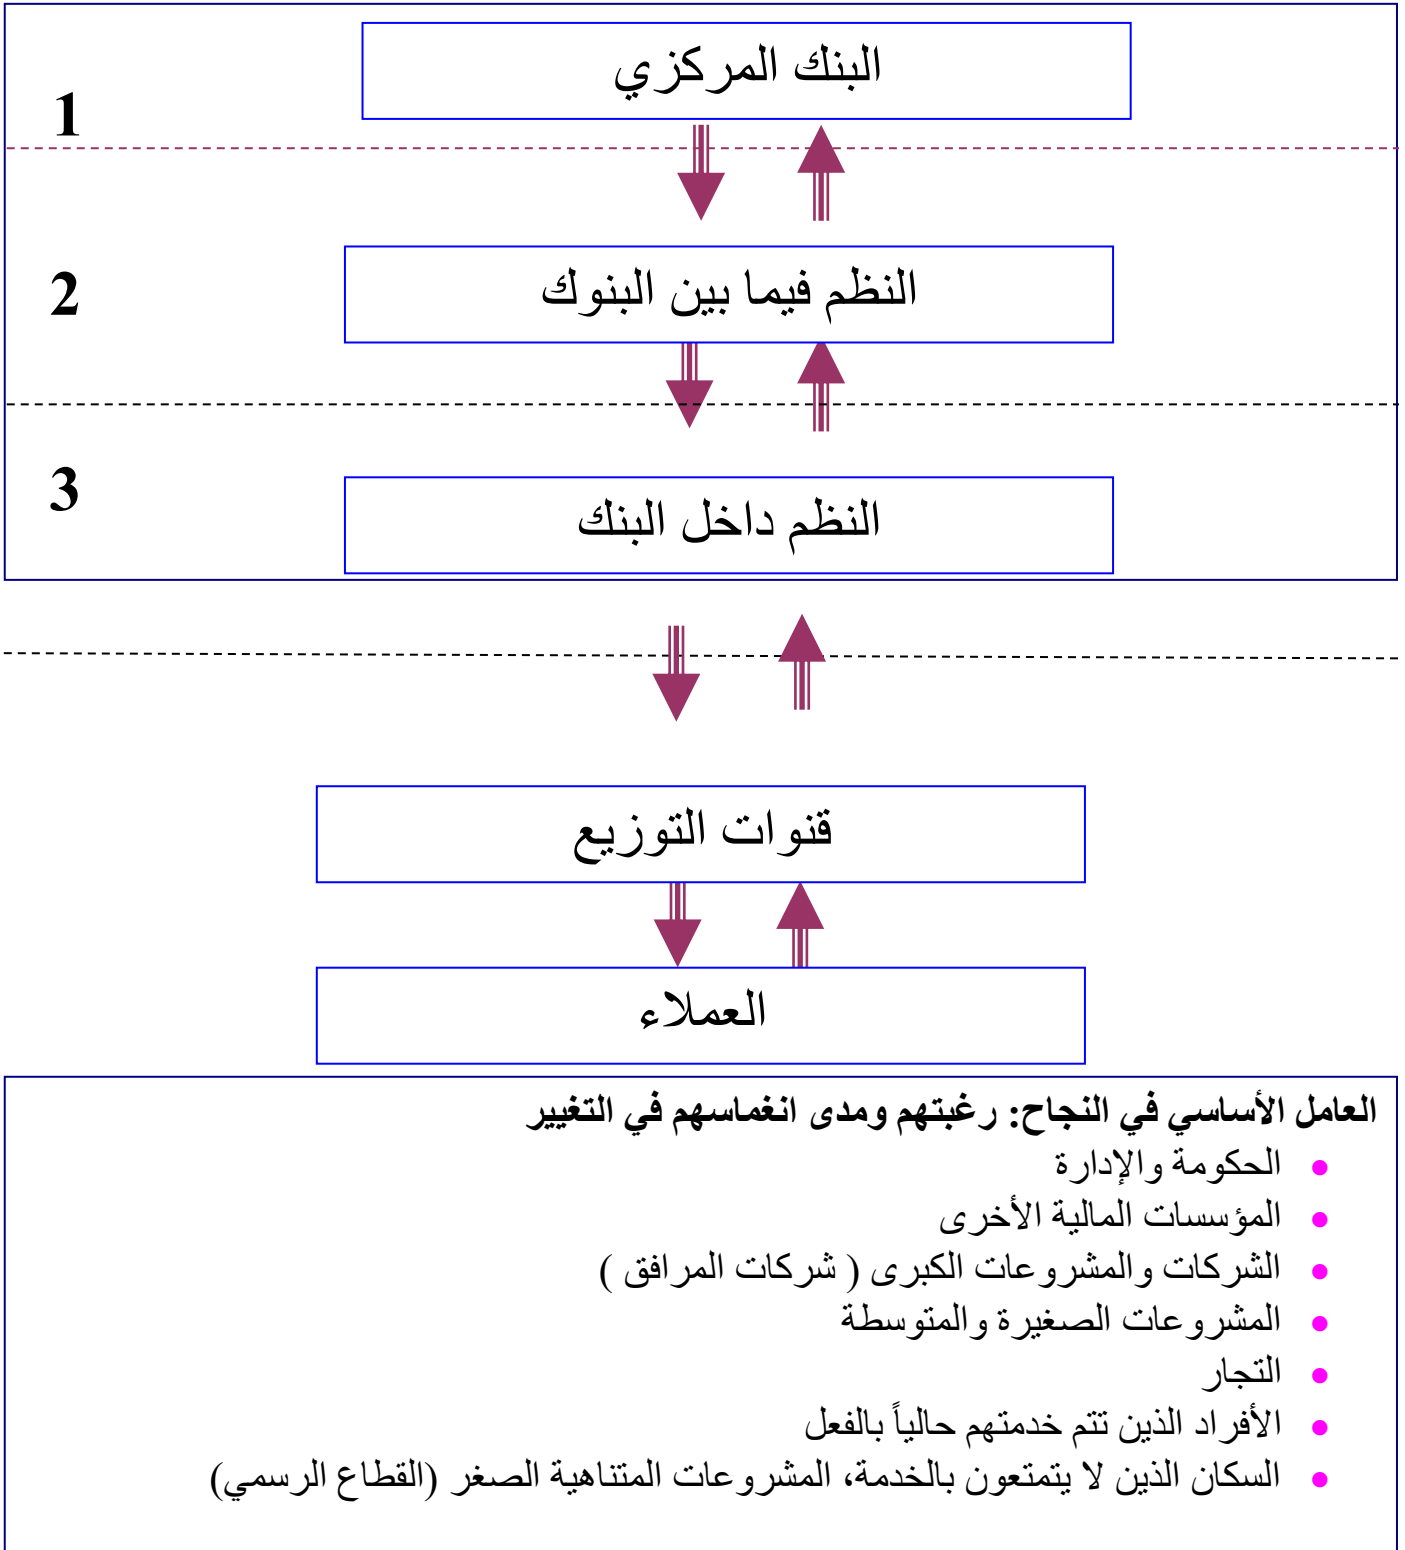 البنك المركزي
1
النظم فيما بين البنوك
2
النظم داخل البنك
3
قنوات التوزيع
العملاء
العامل الأساسي في النجاح: رغبتهم ومدى انغماسهم في التغيير
• الحكومة والإدارة
• المؤسسات المالية الأخرى
• الشركات والمشروعات الكبرى ( شركات المرافق )
• المشروعات الصغيرة والمتوسطة
• التجار
• الأفراد الذين تتم خدمتهم حالياً بالفعل
• السكان الذين لا يتمتعون بالخدمة، المشروعات المتناهية الصغر (القطاع الرسمي)